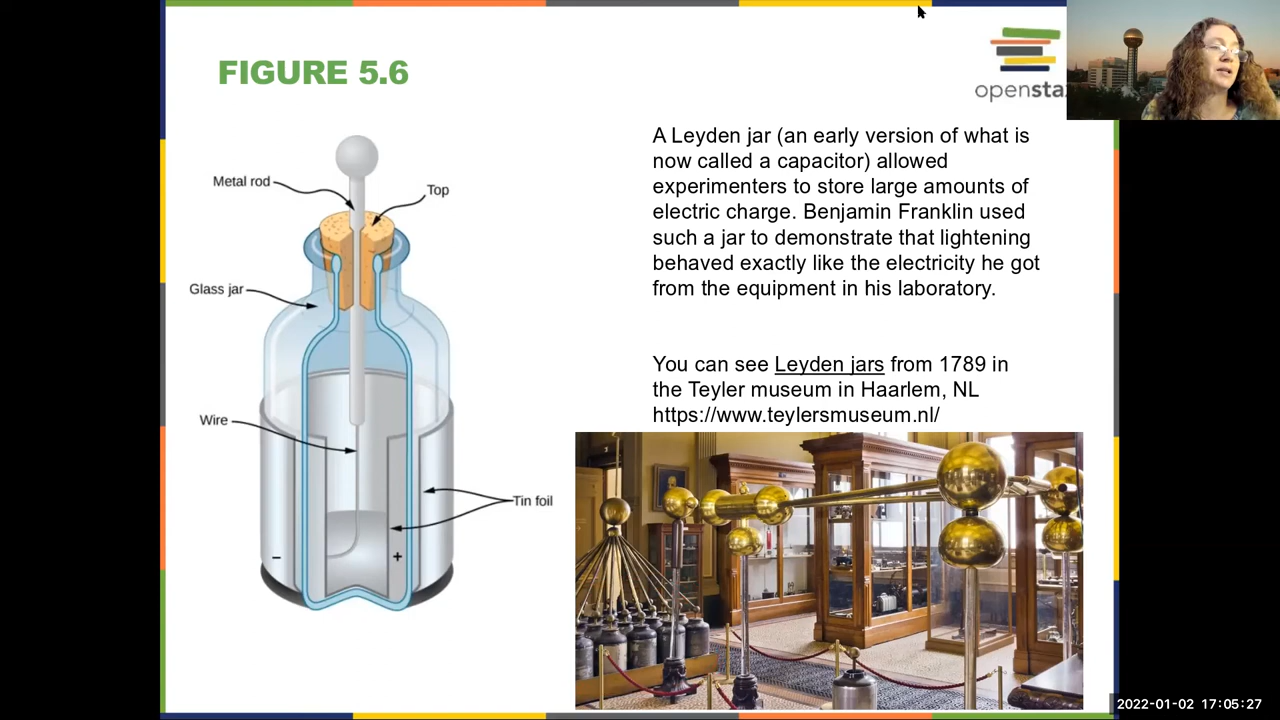 FIGURE 5.6
openstax
A Leyden jar (an early version of what is
now called a capacitor) allowed
experimenters to store large amounts of
electric charge. Benjamin Franklin used
such a jar to demonstrate that lightening
behaved exactly like the electricity he got
from the equipment in his laboratory.
You can see Leyden jars from 1789 in
the Teyler museum in Haarlem, NL
https://www.teylersmuseum.nl/
Metal rod
Top
Glass jar
Wire
Tin foil
−
+
2022-01-02 17:05:27